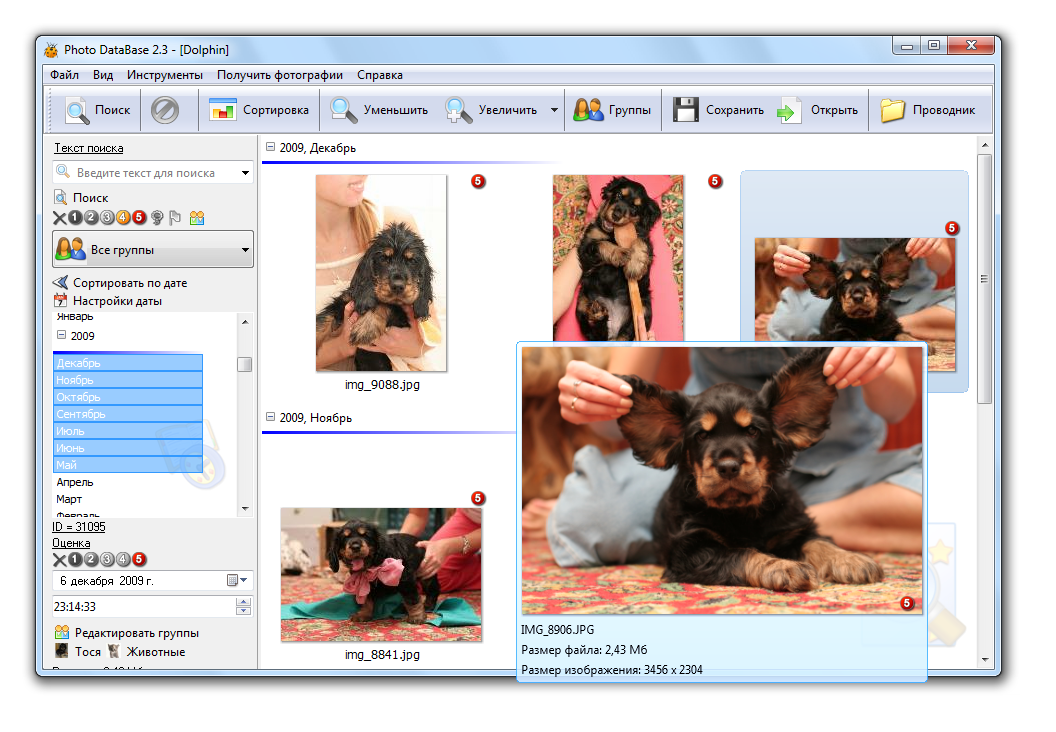 Photo DataBase 2.3 - [Dolphin]
Файл Вид Инструменты Получить фотографии Справка
Поиск Сортировка Уменьшить Увеличить Группы Сохранить Открыть Проводник
Текст поиска
Введите текст для поиска
Поиск
1 2 3 4 5
Все группы
Сортировать по дате
7 Настройки даты
Январь
2009
Декабрь
Ноябрь
Октябрь
Сентябрь
Июль
Июнь
Май
Апрель
Март
Февраль
ID = 31095
Оценка
1 2 3 4 5
6 декабря 2009 г.
23:14:33
Редактировать группы
Тося Животные
2009, Декабрь
5 5 5
img_9088.jpg
2009, Ноябрь
5
img_8841.jpg
5
IMG_8906.JPG
Размер файла: 2,43 Мб
Размер изображения: 3456 x 2304